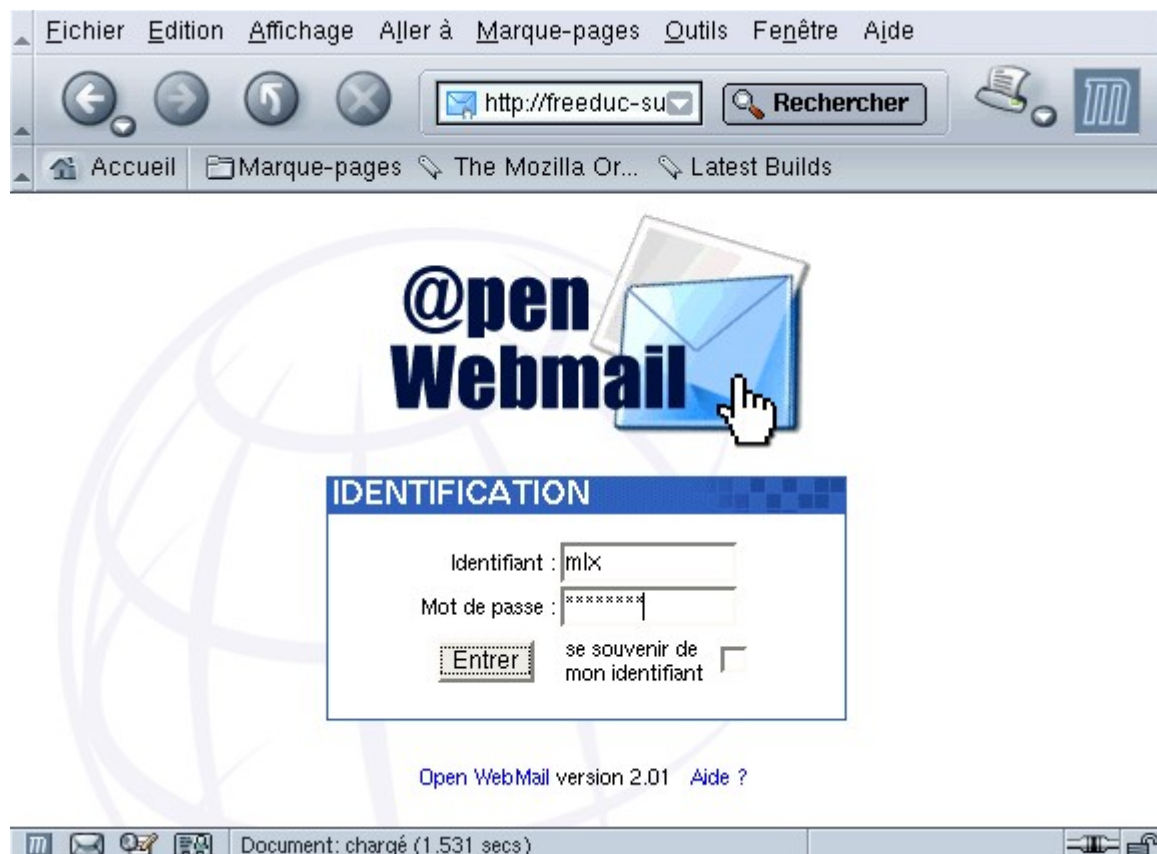 Fichier Edition Affichage Aller à Marque-pages Outils Fenêtre Aide
http://freeduc-su Rechercher
Accueil Marque-pages The Mozilla Or... Latest Builds
@pen
Webmail
IDENTIFICATION
Identifiant : mlx
Mot de passe : ********
Entrer se souvenir de
mon identifiant
Open WebMail version 2.01 Aide ?
Document: chargé (1.531 secs)